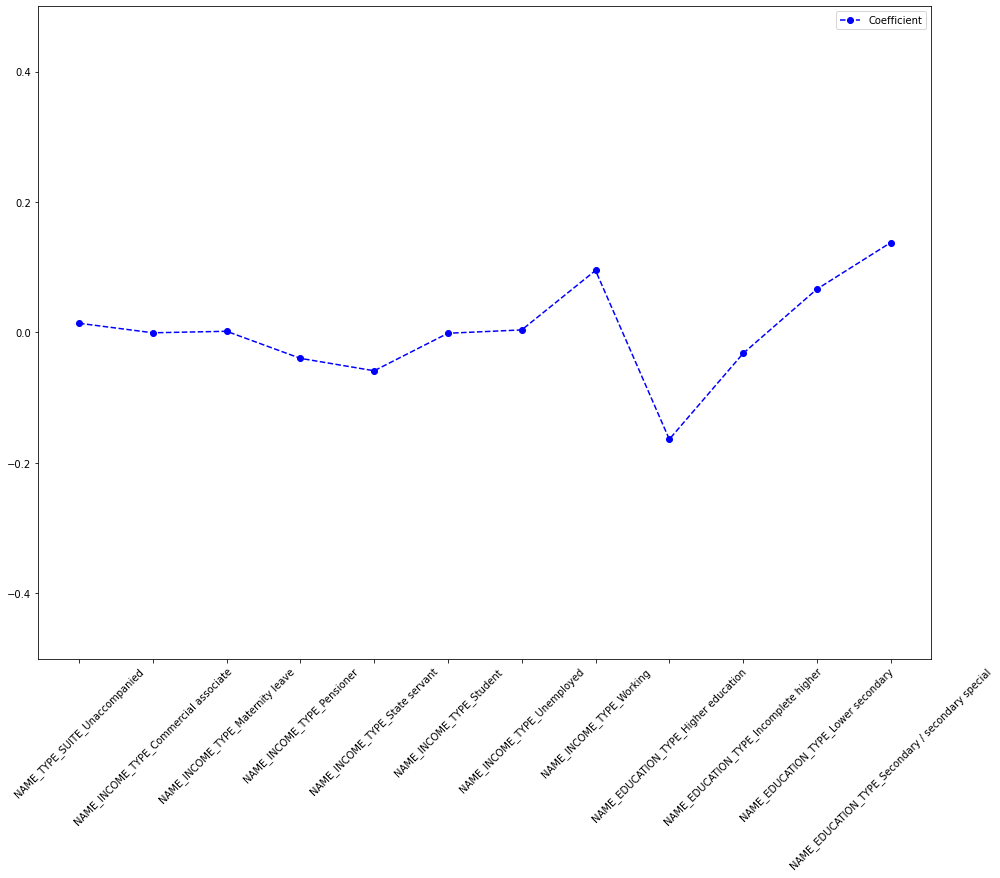 Coefficient
0.4
0.2
0.0
−0.2
−0.4
NAME_TYPE_SUITE_Unaccompanied
NAME_INCOME_TYPE_Commercial associate
NAME_INCOME_TYPE_Maternity leave
NAME_INCOME_TYPE_Pensioner
NAME_INCOME_TYPE_State servant
NAME_INCOME_TYPE_Student
NAME_INCOME_TYPE_Unemployed
NAME_INCOME_TYPE_Working
NAME_EDUCATION_TYPE_Higher education
NAME_EDUCATION_TYPE_Incomplete higher
NAME_EDUCATION_TYPE_Lower secondary
NAME_EDUCATION_TYPE_Secondary / secondary special